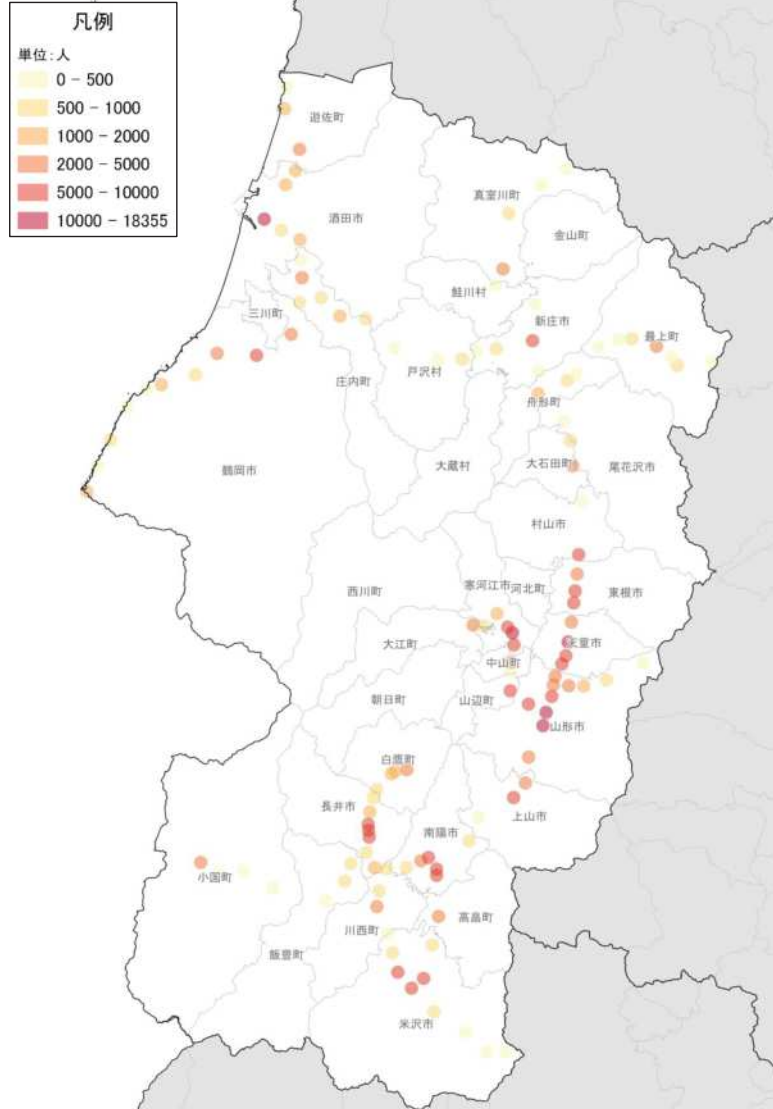 凡例
単位：人
0 - 500
500 - 1000
1000 - 2000
2000 - 5000
5000 - 10000
10000 - 18355
遊佐町
酒田市
真室川町
金山町
鮭川村
三川町
新庄市
最上町
庄内町
戸沢村
舟形町
鶴岡市
大蔵村
大石田町
尾花沢市
村山市
西川町
寒河江市
河北町
東根市
大江町
天童市
中山町
朝日町
山辺町
山形市
白鷹町
長井市
南陽市
上山市
小国町
川西町
高畠町
飯豊町
米沢市